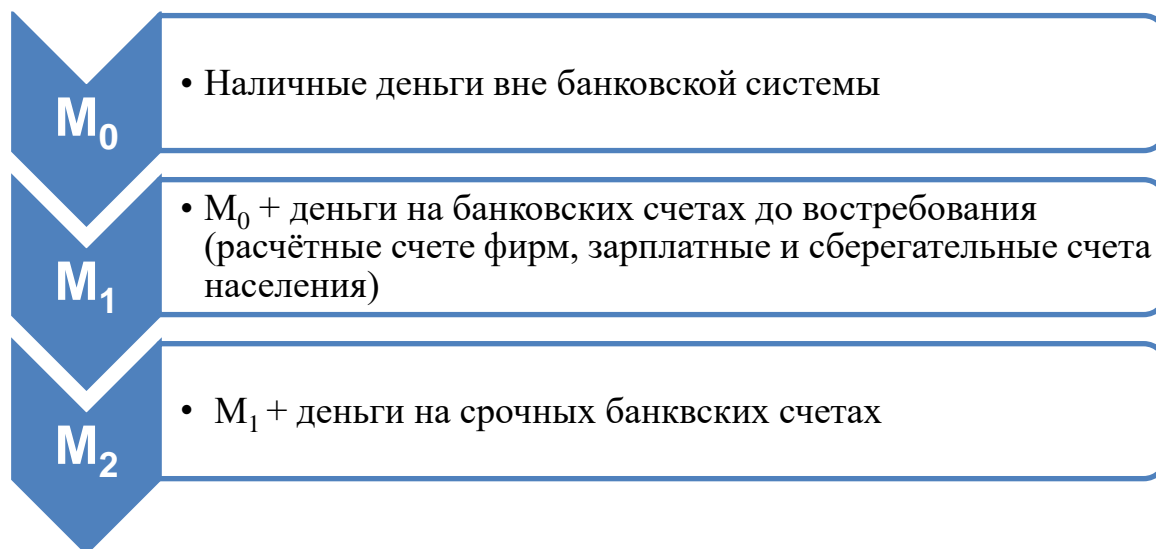 M₀
• Наличные деньги вне банковской системы
M₁
• M₀ + деньги на банковских счетах до востребования
(расчётные счете фирм, зарплатные и сберегательные счета
населения)
M₂
• M₁ + деньги на срочных банквских счетах